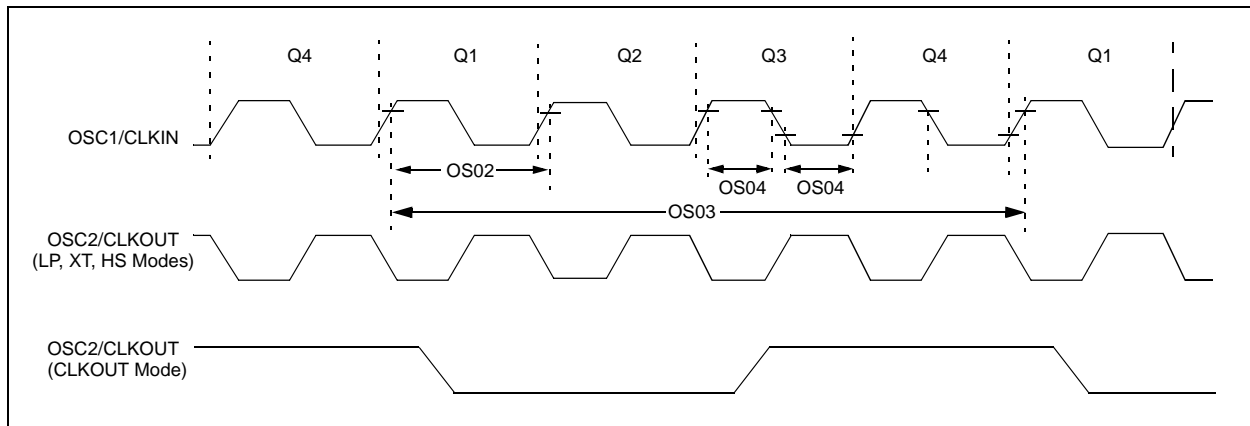 Q4 Q1 Q2 Q3 Q4 Q1
OSC1/CLKIN
OS02
OS04 OS04
OS03
OSC2/CLKOUT
(LP, XT, HS Modes)
OSC2/CLKOUT
(CLKOUT Mode)